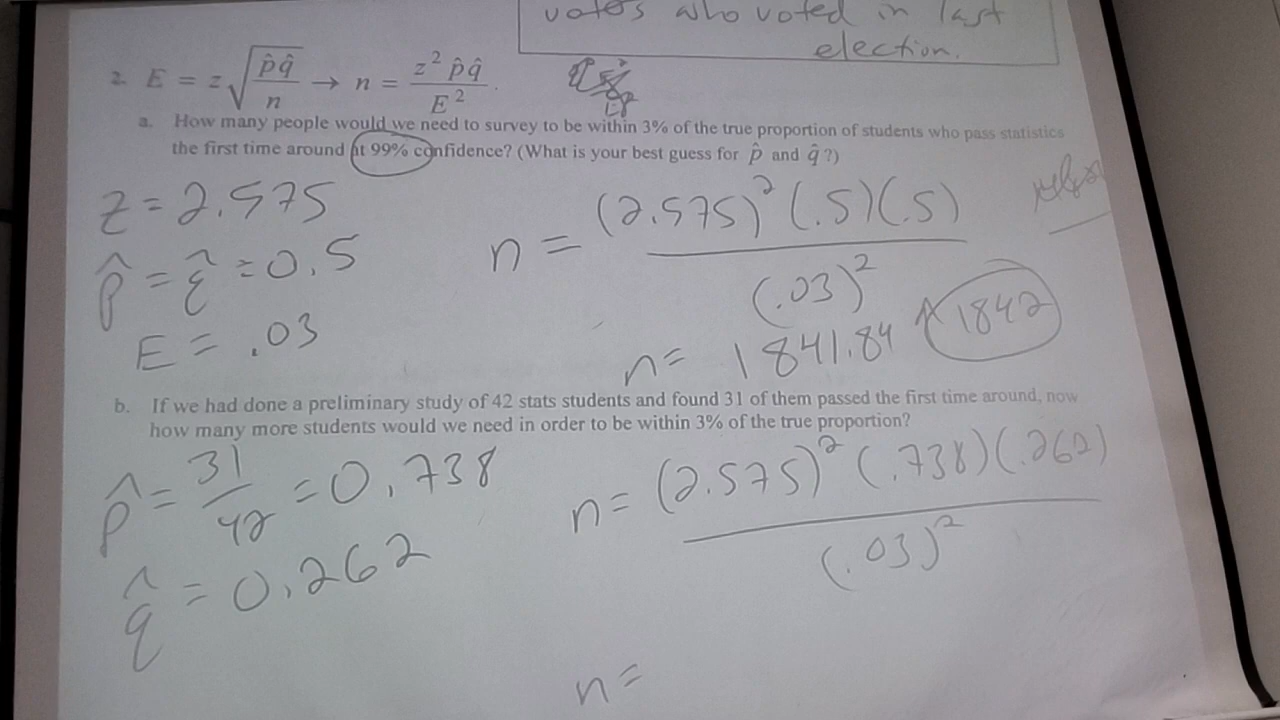 votes who voted in last
election.
2. E = z√(p̂q̂/n) → n = z² p̂q̂ / E².
a. How many people would we need to survey to be within 3% of the true proportion of students who pass statistics
the first time around at 99% confidence? (What is your best guess for p̂ and q̂?)
z = 2.575
p̂ = q̂ = 0.5
E = .03
n = (2.575)² (.5)(.5) / (.03)²
n = 1841.84
1842
b. If we had done a preliminary study of 42 stats students and found 31 of them passed the first time around, now
how many more students would we need in order to be within 3% of the true proportion?
p̂ = 31/42 = 0.738
q̂ = 0.262
n = (2.575)² (.738)(.262) / (.03)²
n =